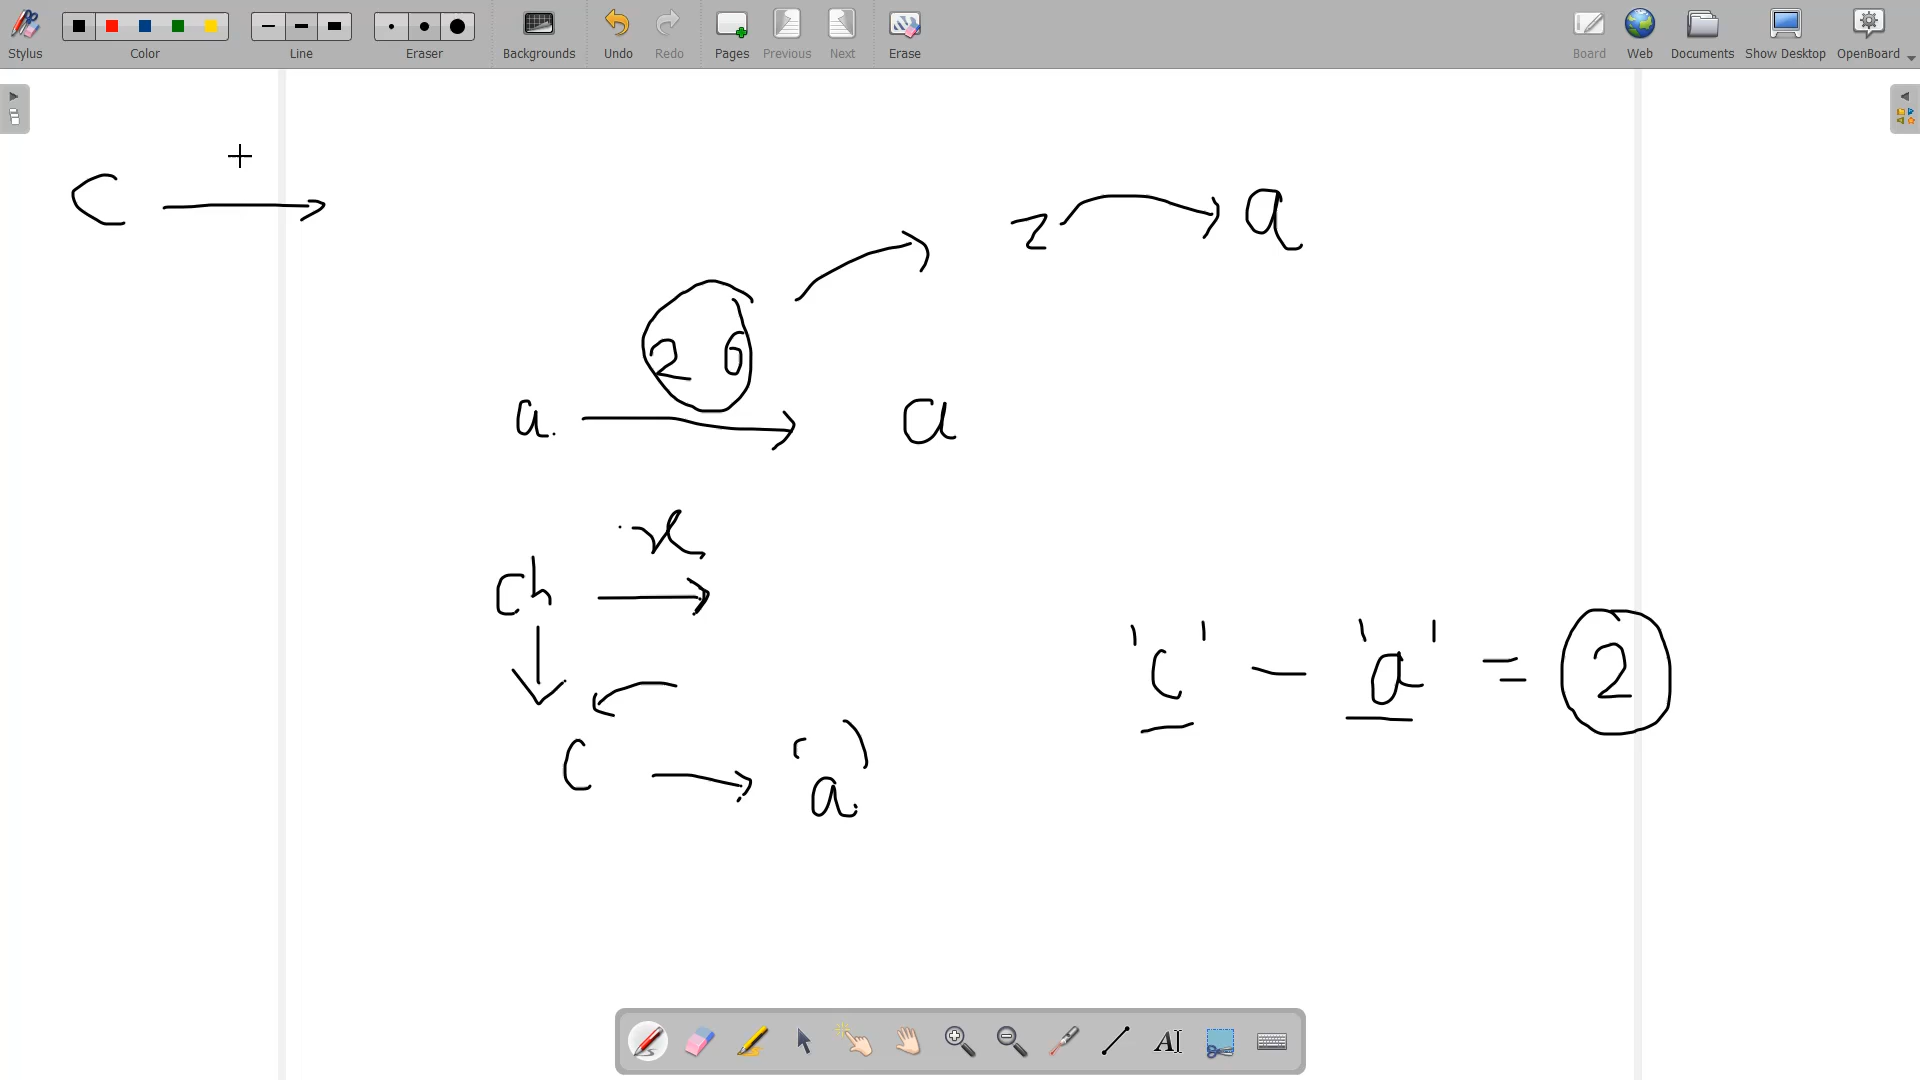 Stylus Color Line Eraser Backgrounds Undo Redo Pages Previous Next Erase Board Web Documents Show Desktop OpenBoard
C →
z → a
26
a. → a
x
ch →
'c' - 'a' = 2
c → 'a'